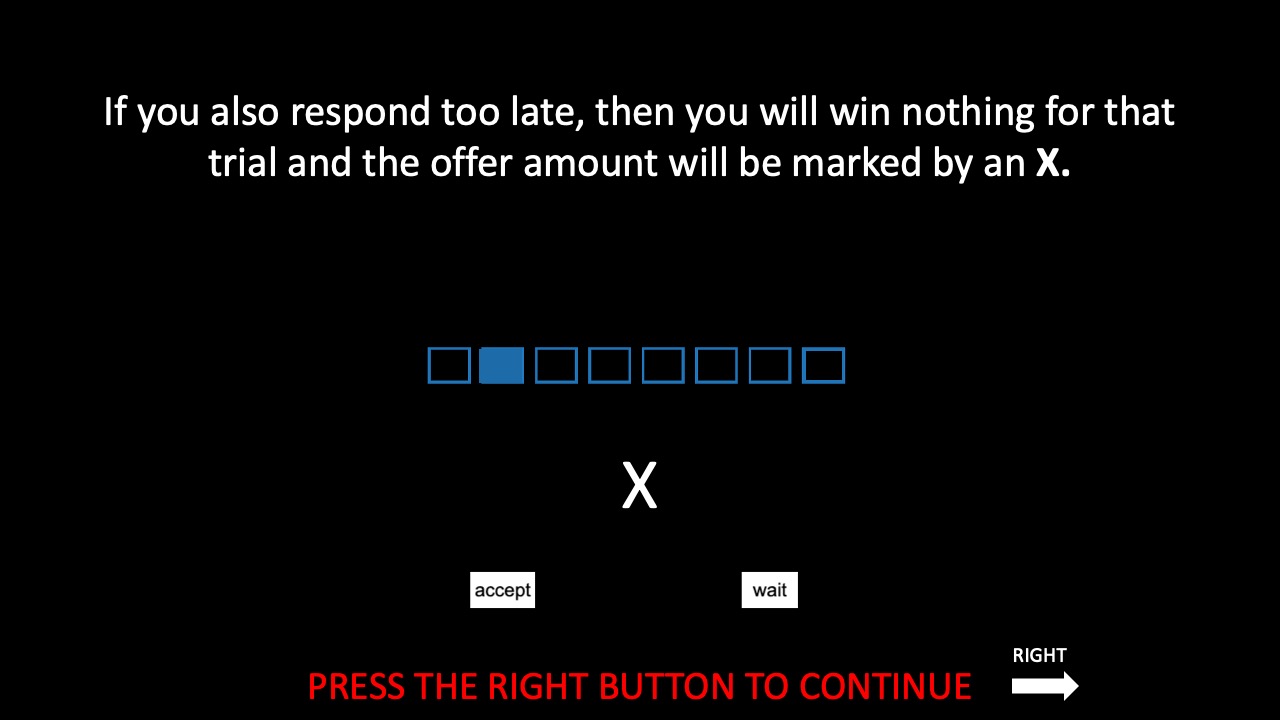 If you also respond too late, then you will win nothing for that
trial and the offer amount will be marked by an X.
X
accept wait
RIGHT
PRESS THE RIGHT BUTTON TO CONTINUE